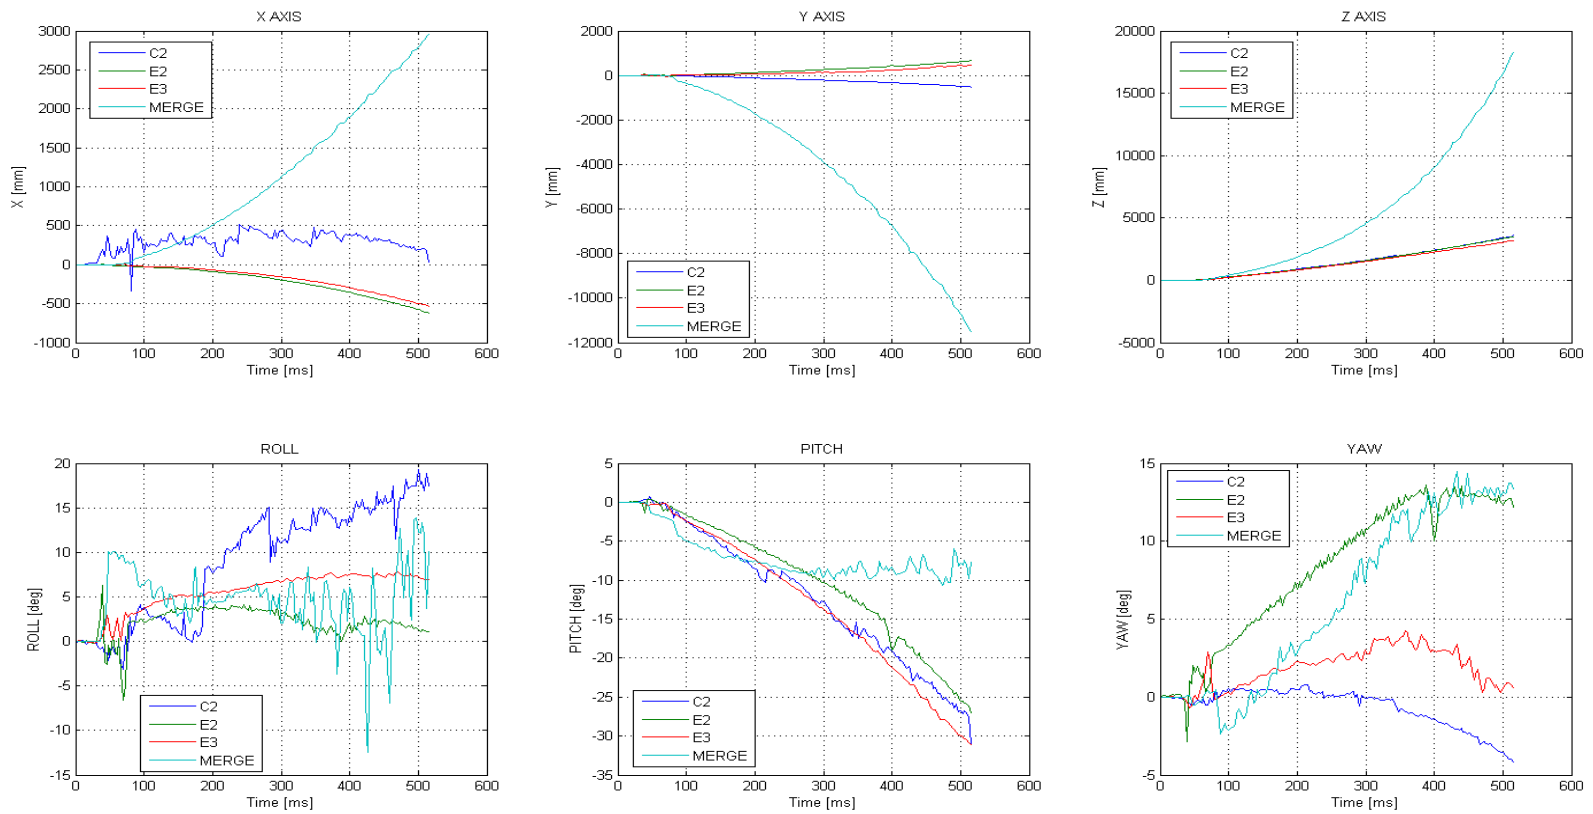 X AXIS
3000
2500
2000
1500
1000
500
0
-500
-1000
X [mm]
C2
E2
E3
MERGE
0 100 200 300 400 500 600
Time [ms]
Y AXIS
2000
0
-2000
-4000
-6000
-8000
-10000
-12000
Y [mm]
C2
E2
E3
MERGE
0 100 200 300 400 500 600
Time [ms]
Z AXIS
20000
15000
10000
5000
0
-5000
Z [mm]
C2
E2
E3
MERGE
0 100 200 300 400 500 600
Time [ms]
ROLL
20
15
10
5
0
-5
-10
-15
ROLL [deg]
C2
E2
E3
MERGE
0 100 200 300 400 500 600
Time [ms]
PITCH
5
0
-5
-10
-15
-20
-25
-30
-35
PITCH [deg]
C2
E2
E3
MERGE
0 100 200 300 400 500 600
Time [ms]
YAW
15
10
5
0
-5
YAW [deg]
C2
E2
E3
MERGE
0 100 200 300 400 500 600
Time [ms]